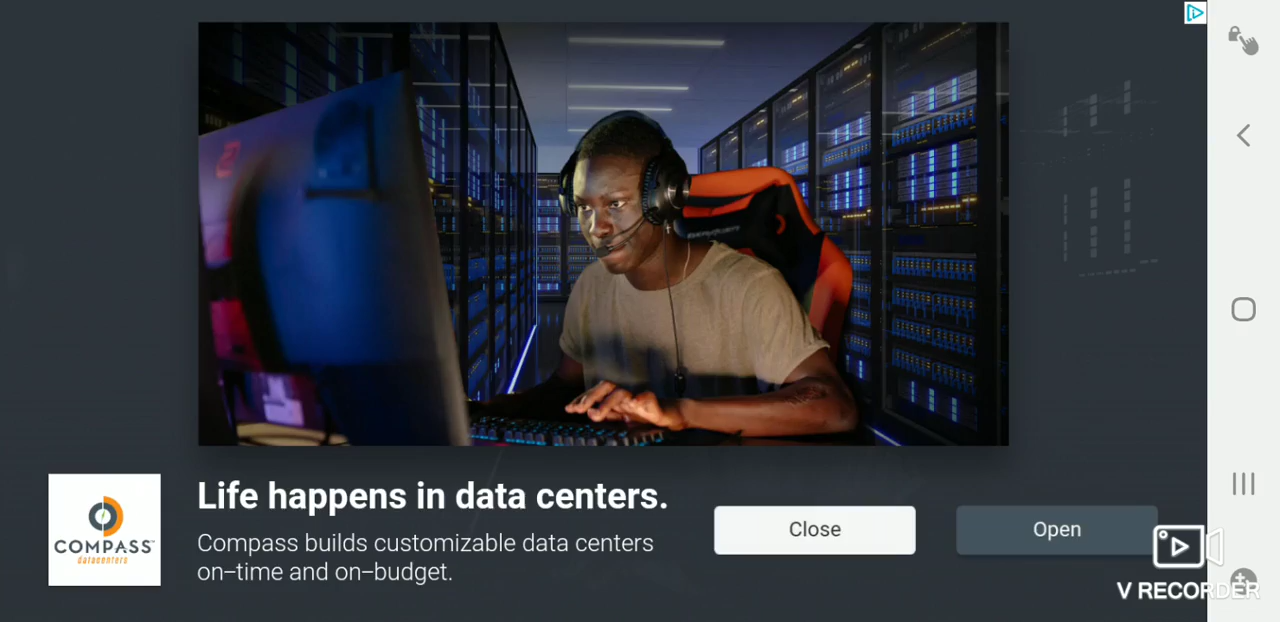 Life happens in data centers.
Compass builds customizable data centers
on-time and on-budget.
COMPASS
datacenters
Close
Open
V RECORDER